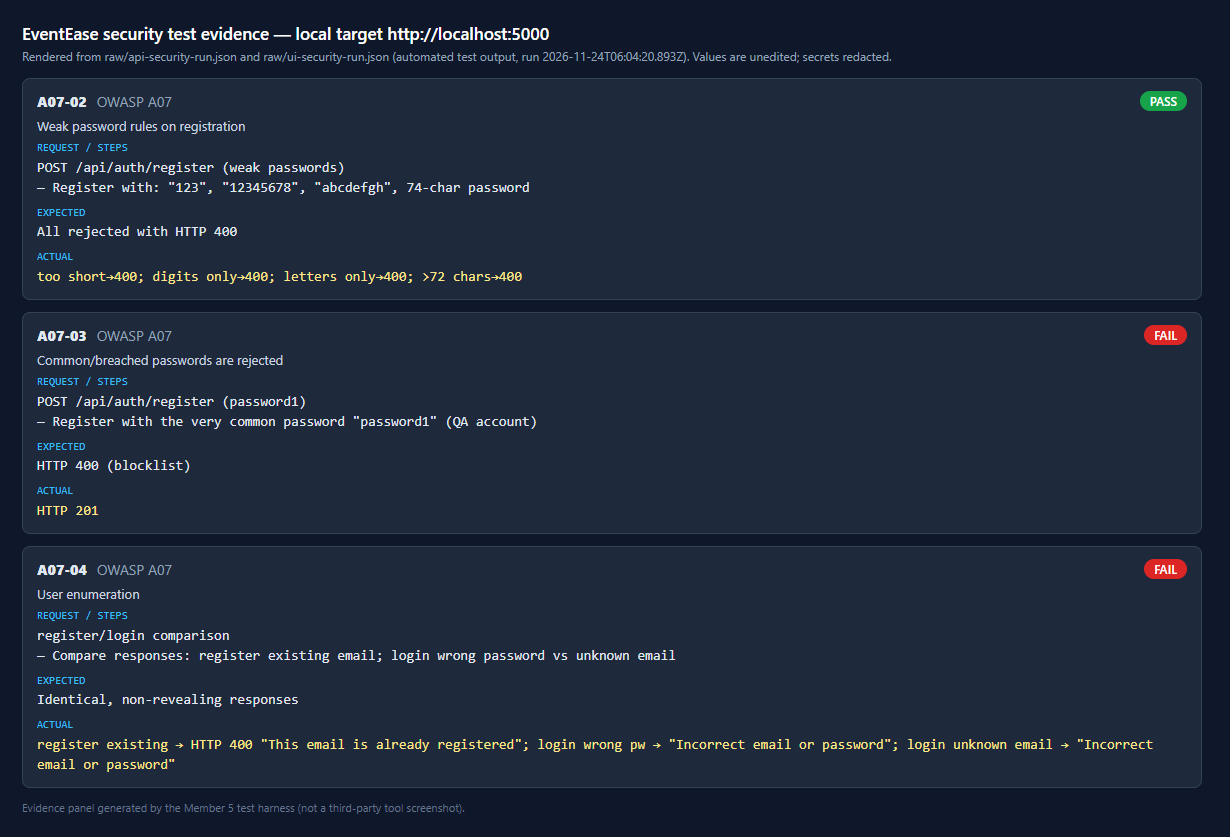 EventEase security test evidence — local target http://localhost:5000
Rendered from raw/api-security-run.json and raw/ui-security-run.json (automated test output, run 2026-11-24T06:04:20.893Z). Values are unedited; secrets redacted.
A07-02 OWASP A07 PASS
Weak password rules on registration
REQUEST / STEPS
POST /api/auth/register (weak passwords)
— Register with: "123", "12345678", "abcdefgh", 74-char password
EXPECTED
All rejected with HTTP 400
ACTUAL
too short→400; digits only→400; letters only→400; >72 chars→400
A07-03 OWASP A07 FAIL
Common/breached passwords are rejected
REQUEST / STEPS
POST /api/auth/register (password1)
— Register with the very common password "password1" (QA account)
EXPECTED
HTTP 400 (blocklist)
ACTUAL
HTTP 201
A07-04 OWASP A07 FAIL
User enumeration
REQUEST / STEPS
register/login comparison
— Compare responses: register existing email; login wrong password vs unknown email
EXPECTED
Identical, non-revealing responses
ACTUAL
register existing → HTTP 400 "This email is already registered"; login wrong pw → "Incorrect email or password"; login unknown email → "Incorrect
email or password"
Evidence panel generated by the Member 5 test harness (not a third-party tool screenshot).